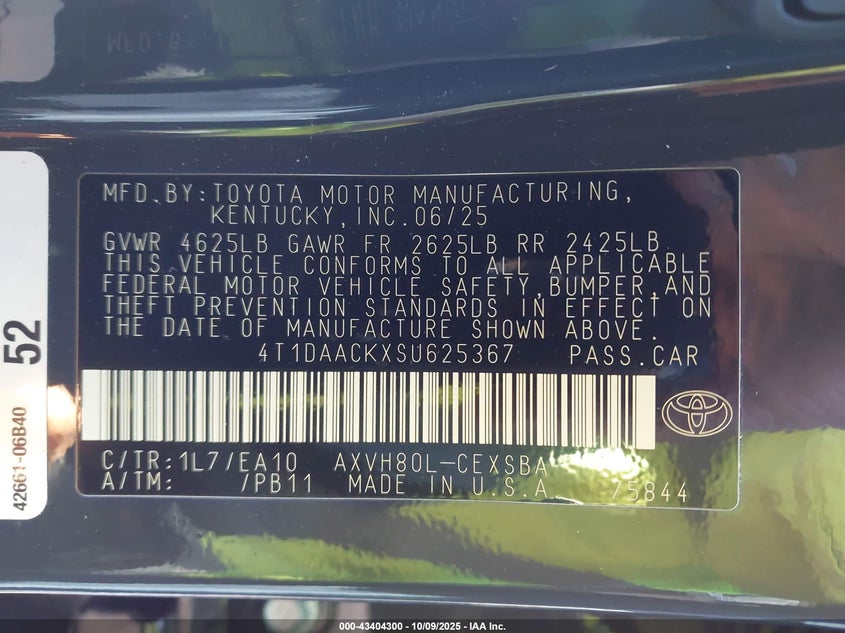 MFD.BY:TOYOTA MOTOR MANUFACTURING,
KENTUCKY,INC.06/25
GVWR 4625LB GAWR FR 2625LB RR 2425LB
THIS VEHICLE CONFORMS TO ALL APPLICABLE
FEDERAL MOTOR VEHICLE SAFETY,BUMPER,AND
THEFT PREVENTION STANDARDS IN EFFECT ON
THE DATE OF MANUFACTURE SHOWN ABOVE.
4T1DAACKXSU625367 PASS.CAR
C/TR:1L7/EA10 AXVH80L-CEXSBA
A/TM: /PB11 MADE IN U.S.A 75844
52
42661-06B40
000-43404300 - 10/09/2025 - IAA Inc.